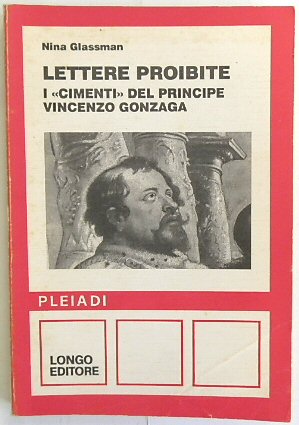 Nina Glassman
LETTERE PROIBITE
I «CIMENTI» DEL PRINCIPE
VINCENZO GONZAGA
PLEIADI
LONGO
EDITORE